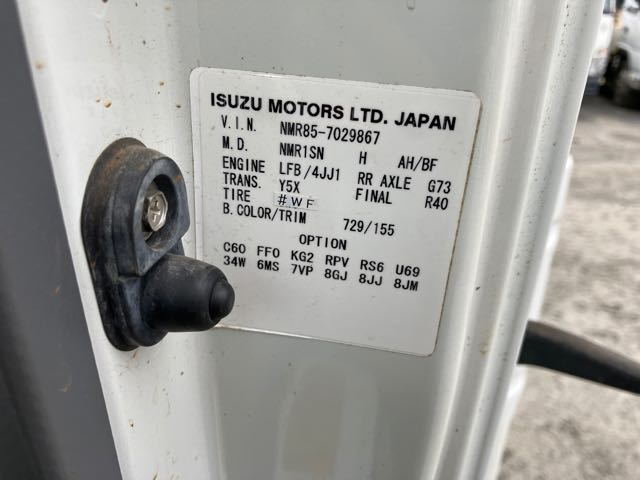 ISUZU MOTORS LTD. JAPAN
V.I.N. NMR85-7029867
M.D. NMR1SN H AH/BF
ENGINE LFB/4JJ1 RR AXLE G73
TRANS. Y5X FINAL R40
TIRE #WF
B.COLOR/TRIM 729/155
OPTION
C60 FF0 KG2 RPV RS6 U69
34W 6MS 7VP 8GJ 8JJ 8JM